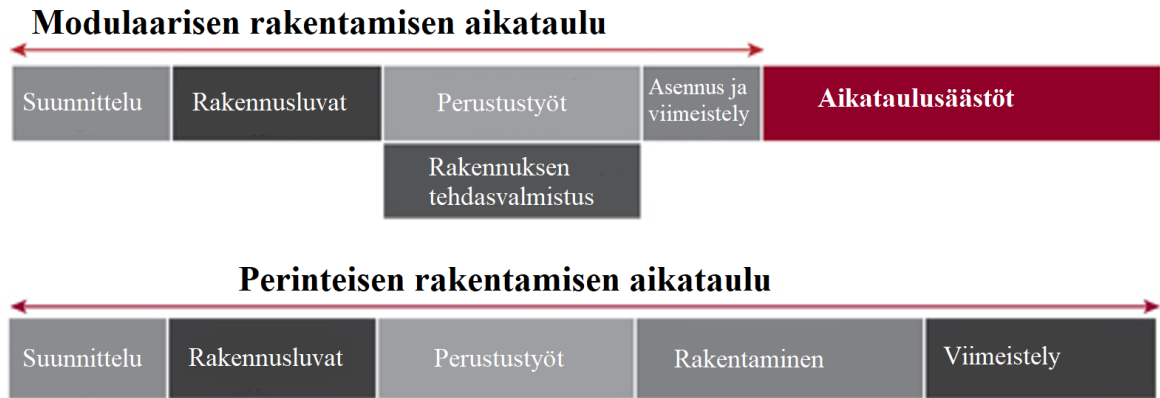 Modulaarisen rakentamisen aikataulu
Suunnittelu
Rakennusluvat
Perustustyöt
Asennus ja
viimeistely
Aikataulusäästöt
Rakennuksen
tehdasvalmistus
Perinteisen rakentamisen aikataulu
Suunnittelu
Rakennusluvat
Perustustyöt
Rakentaminen
Viimeistely